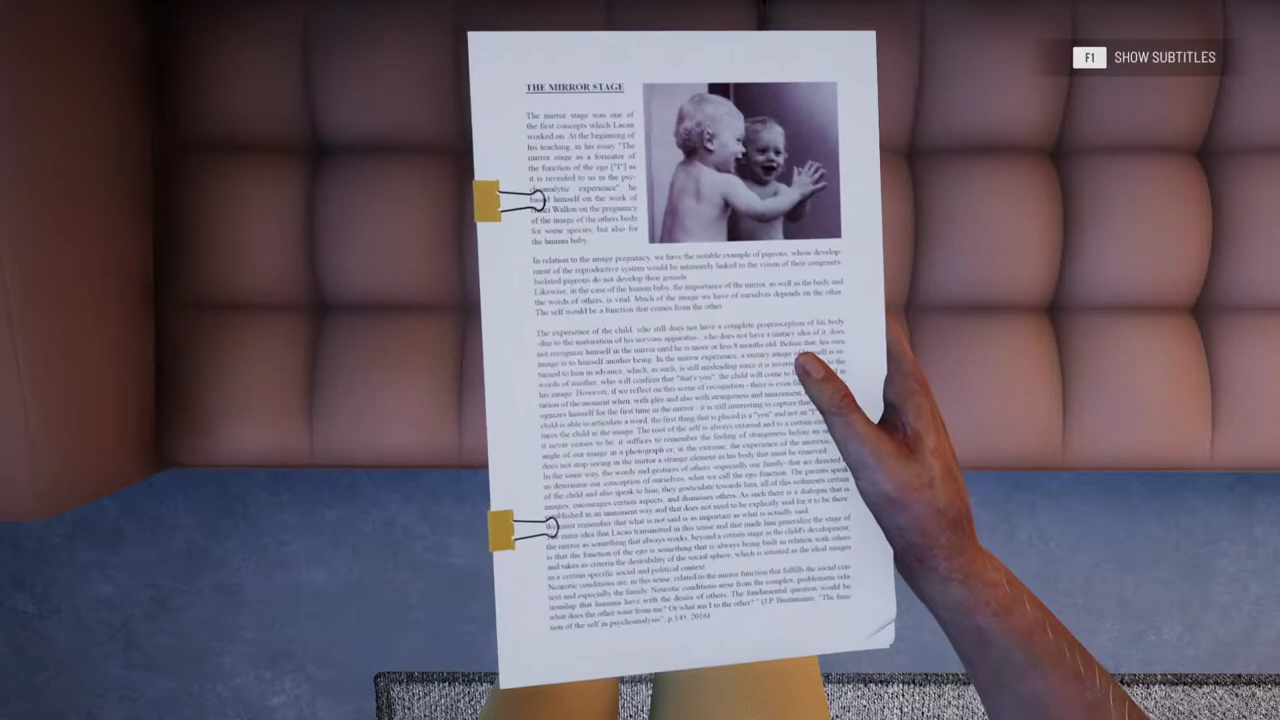 THE MIRROR STAGE
The mirror stage was one of
the first concepts which Lacan
worked on. At the beginning of
his teaching, in his essay "The
mirror stage as a formator of
the function of the ego ["I"] as
it is revealed to us in the psy-
choanalytic experience" he
based himself on the work of
Wallon on the pregnancy
of the image of the others body
for some species, but also for
the human baby.
In relation to the image pregnancy, we have the notable example of pigeons, whose develop-
ment of the reproductive system would be intimately linked to the vision of their congeners.
Isolated pigeons do not develop their gonads.
Likewise, in the case of the human baby, the importance of the mirror, as well as the body and
the words of others, is vital. Much of the image we have of ourselves depends on the other.
The self would be a function that comes from the other.
The experience of the child, who still does not have a complete proprioception of his body
-due to the maturation of his nervous apparatus-, who does not have a unitary idea of it, does
not recognize himself in the mirror until he is more or less 8 months old. Before that, his own
image is to himself another being. In the mirror experience, a unitary image of himself is re-
turned to him in advance, which, as such, is still misleading since it is to the
words of another, who will confirm that "that's you", the child will come to in
his image. However, if we reflect on this scene of recognition - there is even
tation of the moment when, with glee and also with strangeness and amazement,
ognizes himself for the first time in the mirror - it is still interesting to capture that
child is able to articulate a word, the first thing that is placed is a "you" and not an "I"
tures the child in the image. The root of the self is always external and to a certain
it never ceases to be, it suffices to remember the feeling of strangeness before an
angle of our image in a photograph or, in the extreme, the experience of the anorexic
does not stop seeing in the mirror a strange element in his body that must be removed.
In the same way, the words and gestures of others -especially our family- that are directed
us determine our conception of ourselves, what we call the ego function. The parents speak
of the child and also speak to him, they gesticulate towards him, all of this sediments certain
images, encourages certain aspects, and dismisses others. As such there is a dialogue that is
established in an immanent way and that does not need to be explicitly said for it to be there
We must remember that what is not said is as important as what is actually said.
The main idea that Lacan transmitted in this sense and that made him generalize the stage of
the mirror as something that always works, beyond a certain stage in the child's development,
is that the function of the ego is something that is always being built in relation with others
and takes as criteria the desirability of the social sphere, which is situated as the ideal images
in a certain specific social and political context.
Neurotic conditions are, in this sense, related to the mirror function that fulfills the social con-
text and especially the family. Neurotic conditions arise from the complex, problematic rela-
tionship that humans have with the desire of others. The fundamental question would be
what does the other want from me? Or what am I to the other?" (J.P. "The func-
tion of the self in psychoanalysis", p.145, 2016)
F1 SHOW SUBTITLES